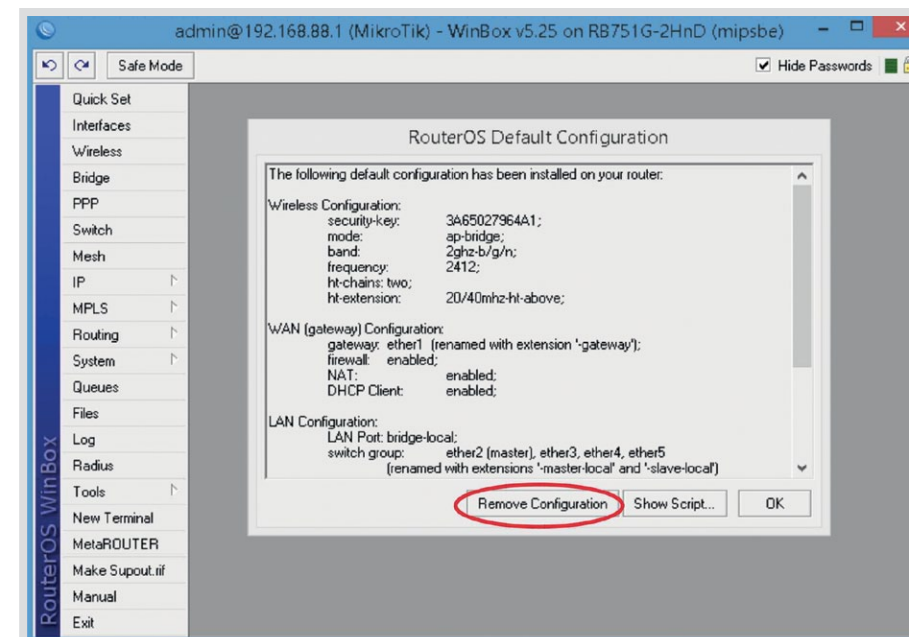 admin@192.168.88.1 (MikroTik) - WinBox v5.25 on RB751G-2HnD (mipsbe)
Safe Mode
Hide Passwords
Quick Set
Interfaces
Wireless
Bridge
PPP
Switch
Mesh
IP
MPLS
Routing
System
Queues
Files
Log
Radius
Tools
New Terminal
MetaROUTER
Make Supout.rif
Manual
Exit
RouterOS WinBox
RouterOS Default Configuration
The following default configuration has been installed on your router:
Wireless Configuration:
security-key: 3A65027964A1;
mode: ap-bridge;
band: 2ghz-b/g/n;
frequency: 2412;
ht-chains: two;
ht-extension: 20/40mhz-ht-above;
WAN (gateway) Configuration:
gateway: ether1 (renamed with extension '-gateway');
firewall: enabled;
NAT: enabled;
DHCP Client: enabled;
LAN Configuration:
LAN Port: bridge-local;
switch group: ether2 (master), ether3, ether4, ether5
(renamed with extensions '-master-local' and '-slave-local')
Remove Configuration
Show Script...
OK